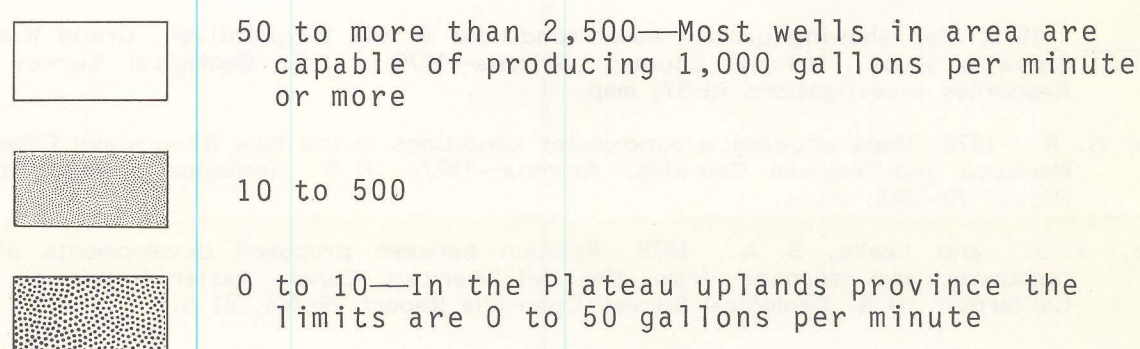 50 to more than 2,500——Most wells in area are
capable of producing 1,000 gallons per minute
or more
10 to 500
0 to 10——In the Plateau uplands province the
limits are 0 to 50 gallons per minute